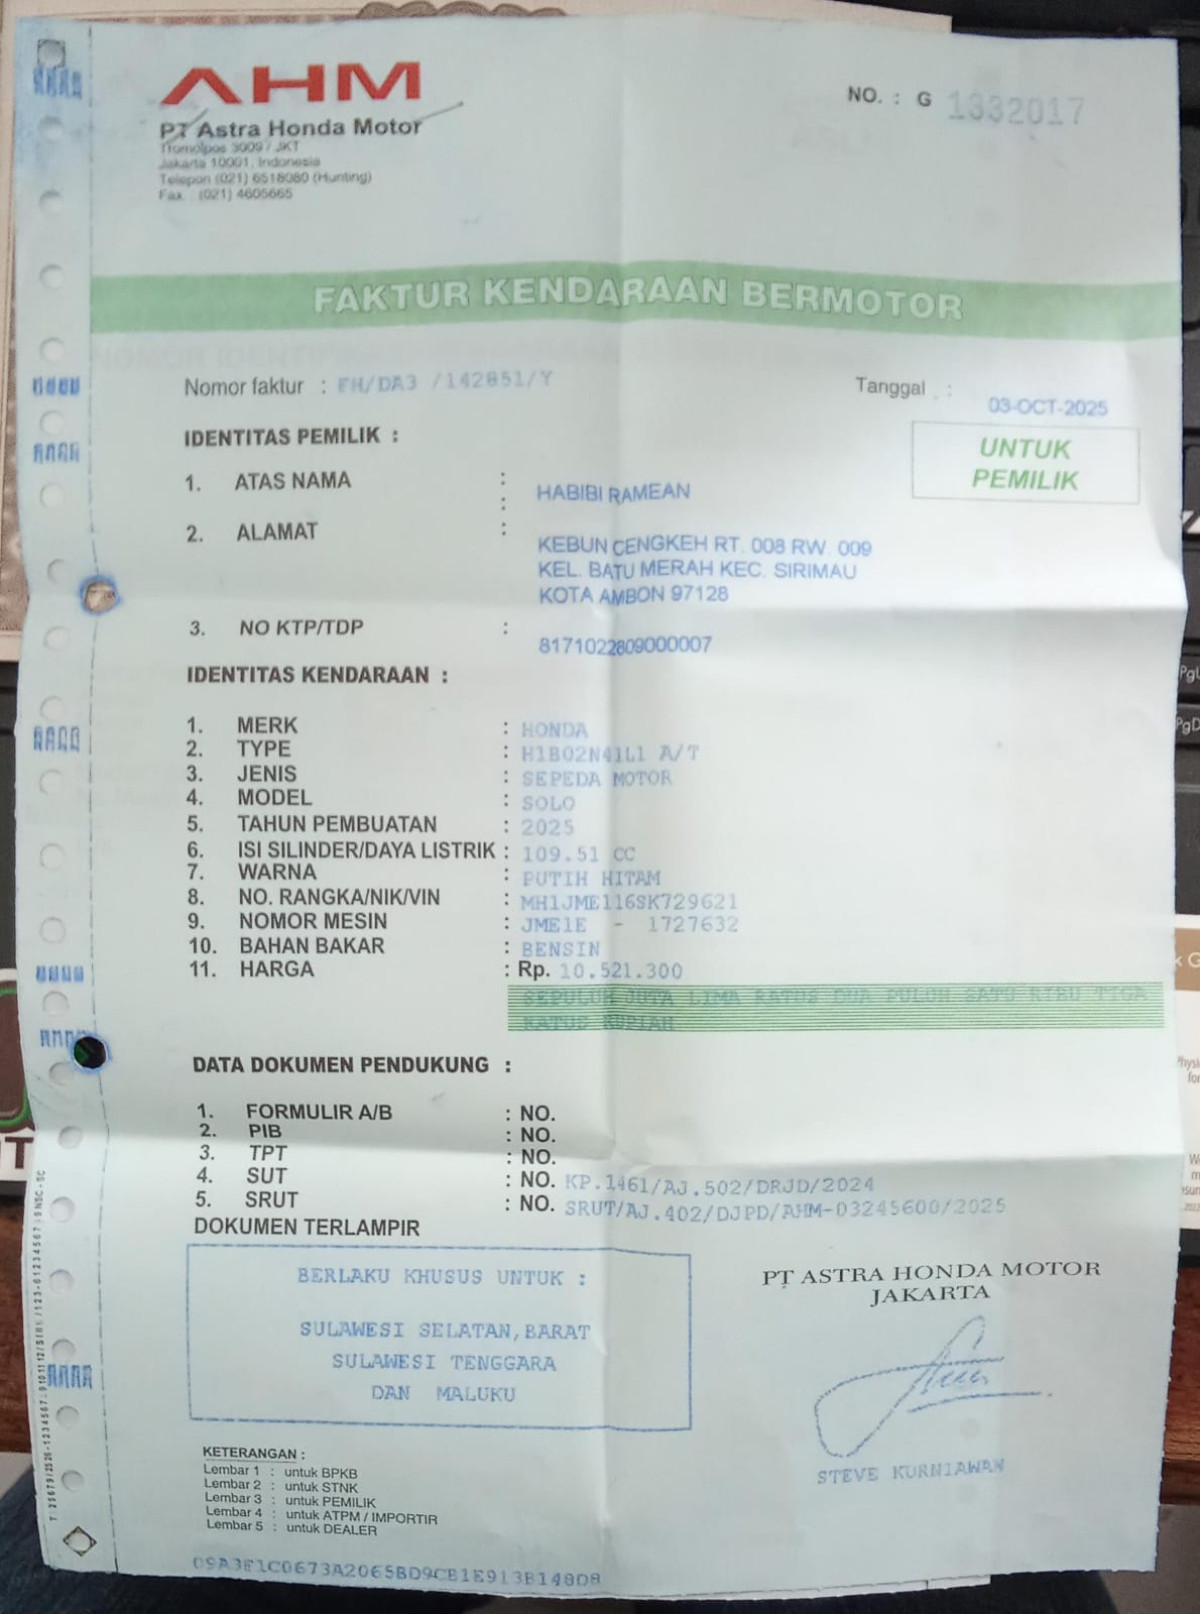 AHM
PT Astra Honda Motor
Tromolpos 3009 / JKT
Jakarta 10001, Indonesia
Telepon (021) 6518080 (Hunting)
Fax. : (021) 4605665
NO. : G 1332017
FAKTUR KENDARAAN BERMOTOR
Nomor faktur : FH/DA3 /142851/Y
Tanggal : 03-OCT-2025
UNTUK
PEMILIK
IDENTITAS PEMILIK :
1. ATAS NAMA : HABIBI RAMEAN
2. ALAMAT : KEBUN CENGKEH RT. 008 RW. 009
KEL. BATU MERAH KEC. SIRIMAU
KOTA AMBON 97128
3. NO KTP/TDP : 8171022809000007
IDENTITAS KENDARAAN :
1. MERK : HONDA
2. TYPE : H1B02N41L1 A/T
3. JENIS : SEPEDA MOTOR
4. MODEL : SOLO
5. TAHUN PEMBUATAN : 2025
6. ISI SILINDER/DAYA LISTRIK : 109.51 CC
7. WARNA : PUTIH HITAM
8. NO. RANGKA/NIK/VIN : MH1JME116SK729621
9. NOMOR MESIN : JME1E - 1727632
10. BAHAN BAKAR : BENSIN
11. HARGA : Rp. 10.521.300
SEPULUH JUTA LIMA RATUS DUA PULUH SATU RIBU TIGA
RATUS RUPIAH
DATA DOKUMEN PENDUKUNG :
1. FORMULIR A/B : NO.
2. PIB : NO.
3. TPT : NO.
4. SUT : NO. KP.1461/AJ.502/DRJD/2024
5. SRUT : NO. SRUT/AJ.402/DJPD/AHM-03245600/2025
DOKUMEN TERLAMPIR
BERLAKU KHUSUS UNTUK :
SULAWESI SELATAN,BARAT
SULAWESI TENGGARA
DAN MALUKU
PT ASTRA HONDA MOTOR
JAKARTA
STEVE KURNIAWAN
KETERANGAN :
Lembar 1 : untuk BPKB
Lembar 2 : untuk STNK
Lembar 3 : untuk PEMILIK
Lembar 4 : untuk ATPM / IMPORTIR
Lembar 5 : untuk DEALER
09A3F1C0673A2065BD9CB1E913B148D8
PgU
PgD